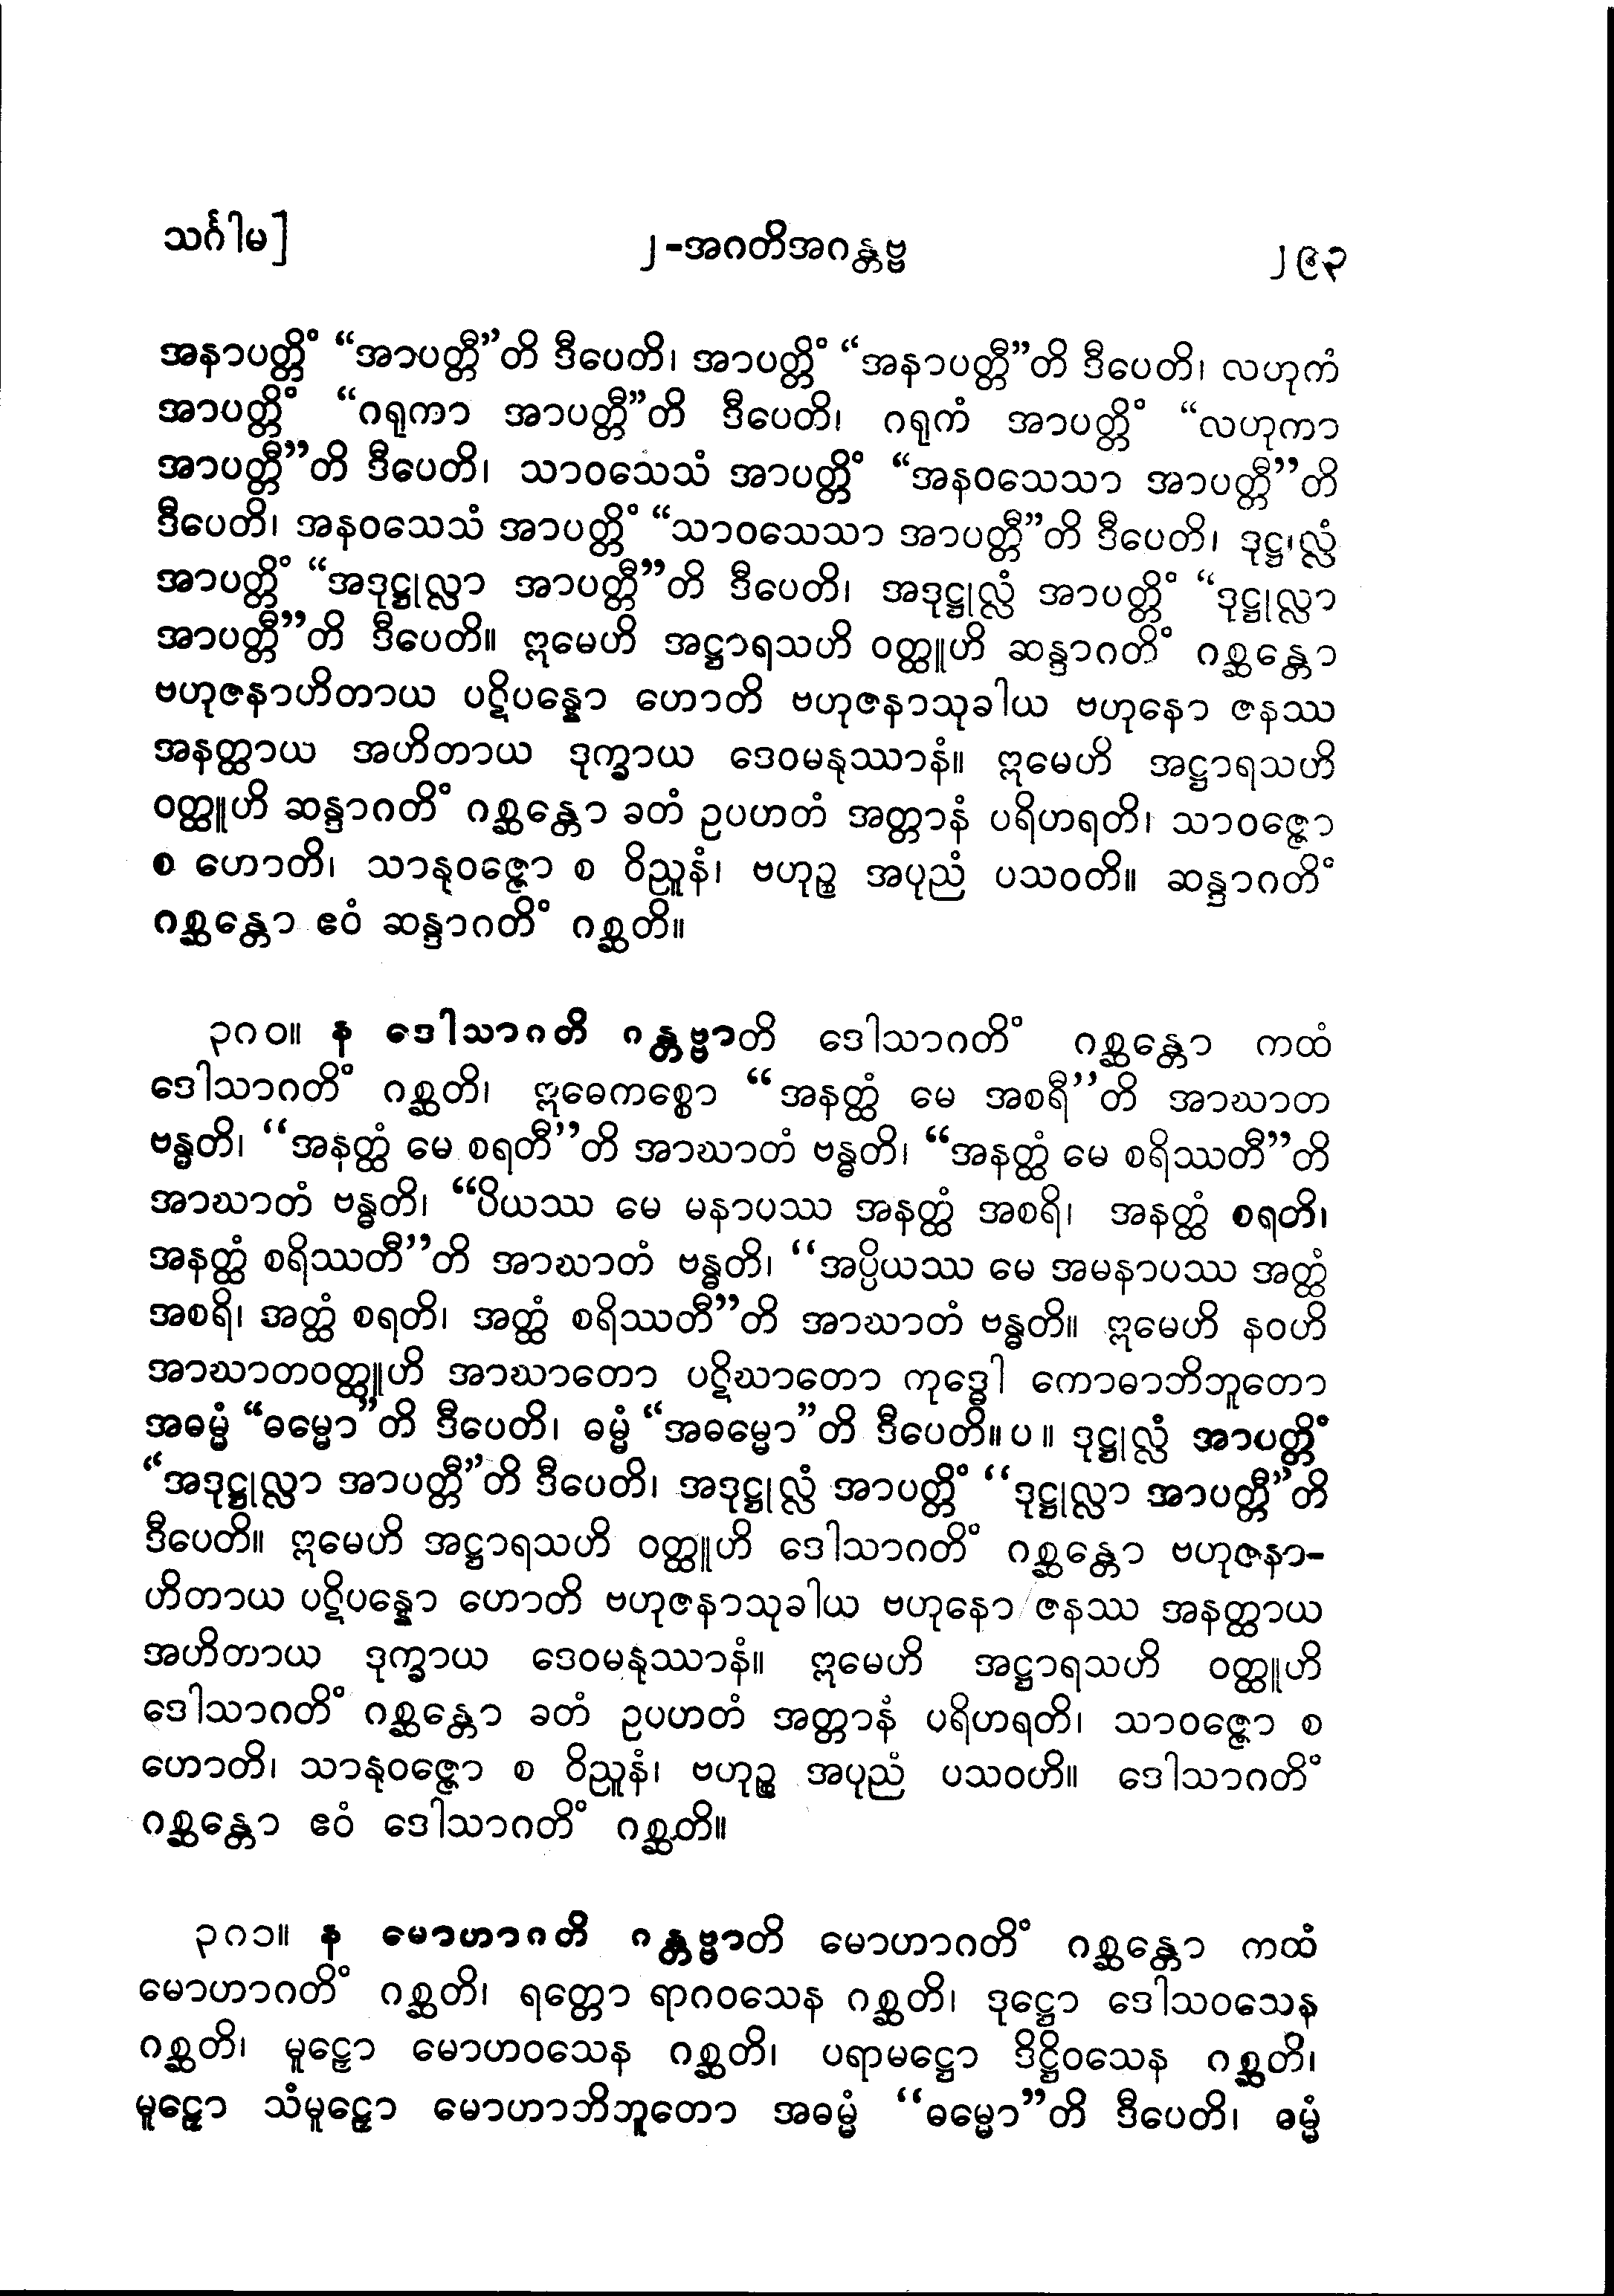 သင်္ဂါမ]
၂-အဂတိအဂန္တဗ္ဗ
၂၉၃
အနာပတ္တိံ “အာပတ္တီ”တိ ဒီပေတိ၊ အာပတ္တိံ “အနာပတ္တီ”တိ ဒီပေတိ၊ လဟုကံ
အာပတ္တိံ “ဂရုကာ အာပတ္တီ”တိ ဒီပေတိ၊ ဂရုကံ အာပတ္တိံ “လဟုကာ
အာပတ္တီ”တိ ဒီပေတိ၊ သာဝသေသံ အာပတ္တိံ “အနဝသေသာ အာပတ္တီ”တိ
ဒီပေတိ၊ အနဝသေသံ အာပတ္တိံ “သာဝသေသာ အာပတ္တီ”တိ ဒီပေတိ၊ ဒုဋ္ဌုလ္လံ
အာပတ္တိံ “အဒုဋ္ဌုလ္လာ အာပတ္တီ”တိ ဒီပေတိ၊ အဒုဋ္ဌုလ္လံ အာပတ္တိံ “ဒုဋ္ဌုလ္လာ
အာပတ္တီ”တိ ဒီပေတိ။ ဣမေဟိ အဋ္ဌာရသဟိ ဝတ္ထူဟိ ဆန္ဒာဂတိံ ဂစ္ဆန္တော
ဗဟုဇနာဟိတာယ ပဋိပန္နော ဟောတိ ဗဟုဇနာသုခါယ ဗဟုနော ဇနဿ
အနတ္ထာယ အဟိတာယ ဒုက္ခာယ ဒေဝမနုဿာနံ။ ဣမေဟိ အဋ္ဌာရသဟိ
ဝတ္ထူဟိ ဆန္ဒာဂတိံ ဂစ္ဆန္တော ခတံ ဥပဟတံ အတ္တာနံ ပရိဟရတိ၊ သာဝဇ္ဇော
စ ဟောတိ၊ သာနုဝဇ္ဇော စ ဝိညူနံ၊ ဗဟုဉ္စ အပုညံ ပသဝတိ။ ဆန္ဒာဂတိံ
ဂစ္ဆန္တော ဧဝံ ဆန္ဒာဂတိံ ဂစ္ဆတိ။
၃၈၀။ န ဒေါသာဂတိ ဂန္တဗ္ဗာတိ ဒေါသာဂတိံ ဂစ္ဆန္တော ကထံ
ဒေါသာဂတိံ ဂစ္ဆတိ၊ ဣဓေကစ္စော “အနတ္ထံ မေ အစရီ”တိ အာဃာတ
ဗန္ဓတိ၊ “အနတ္ထံ မေ စရတီ”တိ အာဃာတံ ဗန္ဓတိ၊ “အနတ္ထံ မေ စရိဿတီ”တိ
အာဃာတံ ဗန္ဓတိ၊ “ပိယဿ မေ မနာပဿ အနတ္ထံ အစရိ၊ အနတ္ထံ စရတိ၊
အနတ္ထံ စရိဿတီ”တိ အာဃာတံ ဗန္ဓတိ၊ “အပ္ပိယဿ မေ အမနာပဿ အတ္ထံ
အစရိ၊ အတ္ထံ စရတိ၊ အတ္ထံ စရိဿတီ”တိ အာဃာတံ ဗန္ဓတိ။ ဣမေဟိ နဝဟိ
အာဃာတဝတ္ထူဟိ အာဃာတော ပဋိဃာတော ကုဒ္ဓေါ ကောဓာဘိဘူတော
အဓမ္မံ “ဓမ္မော”တိ ဒီပေတိ၊ ဓမ္မံ “အဓမ္မော”တိ ဒီပေတိ။ပ။ ဒုဋ္ဌုလ္လံ အာပတ္တိံ
“အဒုဋ္ဌုလ္လာ အာပတ္တီ”တိ ဒီပေတိ၊ အဒုဋ္ဌုလ္လံ အာပတ္တိံ “ဒုဋ္ဌုလ္လာ အာပတ္တီ”တိ
ဒီပေတိ။ ဣမေဟိ အဋ္ဌာရသဟိ ဝတ္ထူဟိ ဒေါသာဂတိံ ဂစ္ဆန္တော ဗဟုဇနာ-
ဟိတာယ ပဋိပန္နော ဟောတိ ဗဟုဇနာသုခါယ ဗဟုနော ဇနဿ အနတ္ထာယ
အဟိတာယ ဒုက္ခာယ ဒေဝမနုဿာနံ။ ဣမေဟိ အဋ္ဌာရသဟိ ဝတ္ထူဟိ
ဒေါသာဂတိံ ဂစ္ဆန္တော ခတံ ဥပဟတံ အတ္တာနံ ပရိဟရတိ၊ သာဝဇ္ဇော စ
ဟောတိ၊ သာနုဝဇ္ဇော စ ဝိညူနံ၊ ဗဟုဉ္စ အပုညံ ပသဝဟိ။ ဒေါသာဂတိံ
ဂစ္ဆန္တော ဧဝံ ဒေါသာဂတိံ ဂစ္ဆတိ။
၃၈၁။ န မောဟာဂတိ ဂန္တဗ္ဗာတိ မောဟာဂတိံ ဂစ္ဆန္တော ကထံ
မောဟာဂတိံ ဂစ္ဆတိ၊ ရတ္တော ရာဂဝသေန ဂစ္ဆတိ၊ ဒုဋ္ဌော ဒေါသဝသေန
ဂစ္ဆတိ၊ မူဠှော မောဟဝသေန ဂစ္ဆတိ၊ ပရာမဋ္ဌော ဒိဋ္ဌိဝသေန ဂစ္ဆတိ၊
မူဠှော သံမူဠှော မောဟာဘိဘူတော အဓမ္မံ “ဓမ္မော”တိ ဒီပေတိ၊ ဓမ္မံ